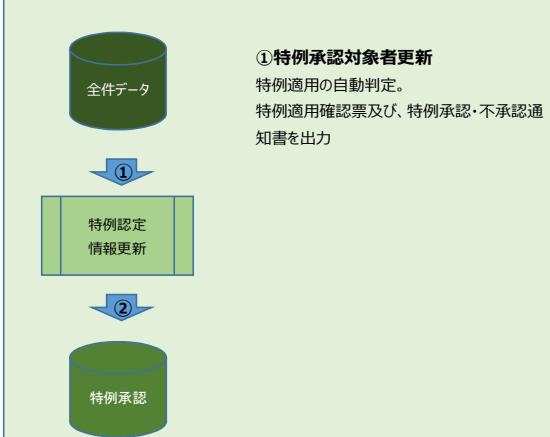 全件データ
①
特例認定
情報更新
②
特例承認
①特例承認対象者更新
特例適用の自動判定。
特例適用確認票及び、特例承認・不承認通
知書を出力